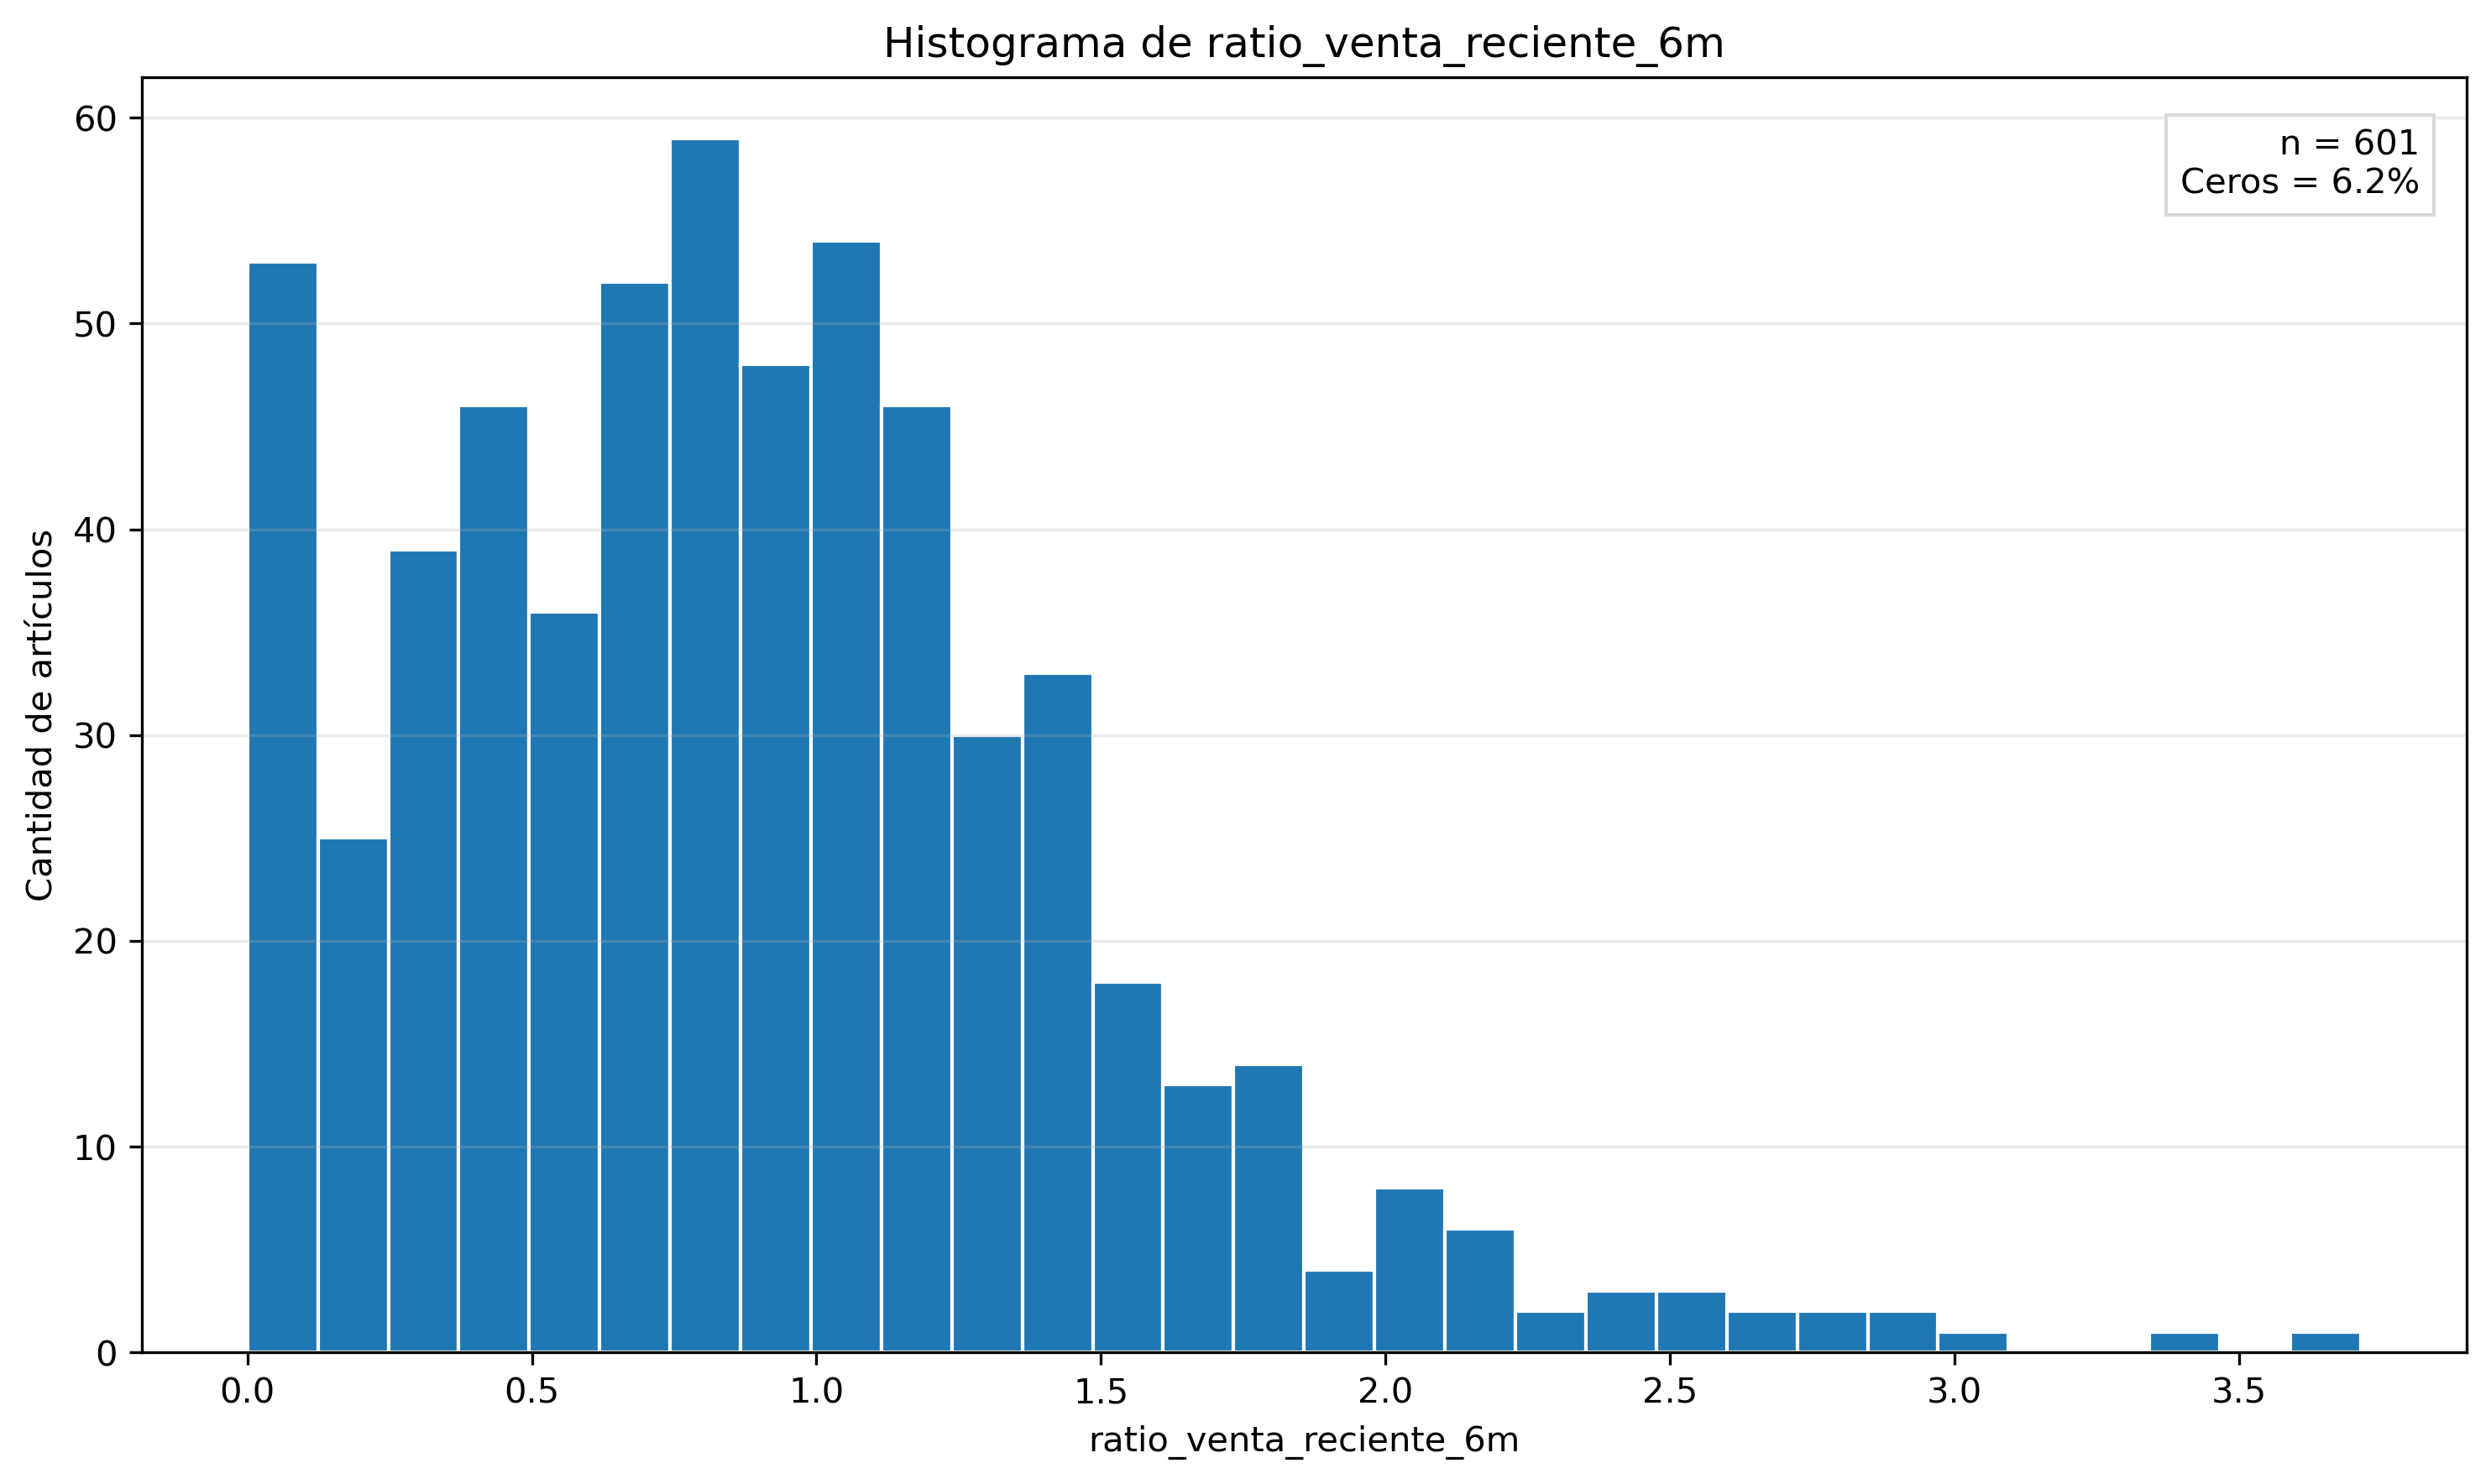 Histograma de ratio_venta_reciente_6m
n = 601
Ceros = 6.2%
Cantidad de artículos
60
50
40
30
20
10
0
0.0 0.5 1.0 1.5 2.0 2.5 3.0 3.5
ratio_venta_reciente_6m